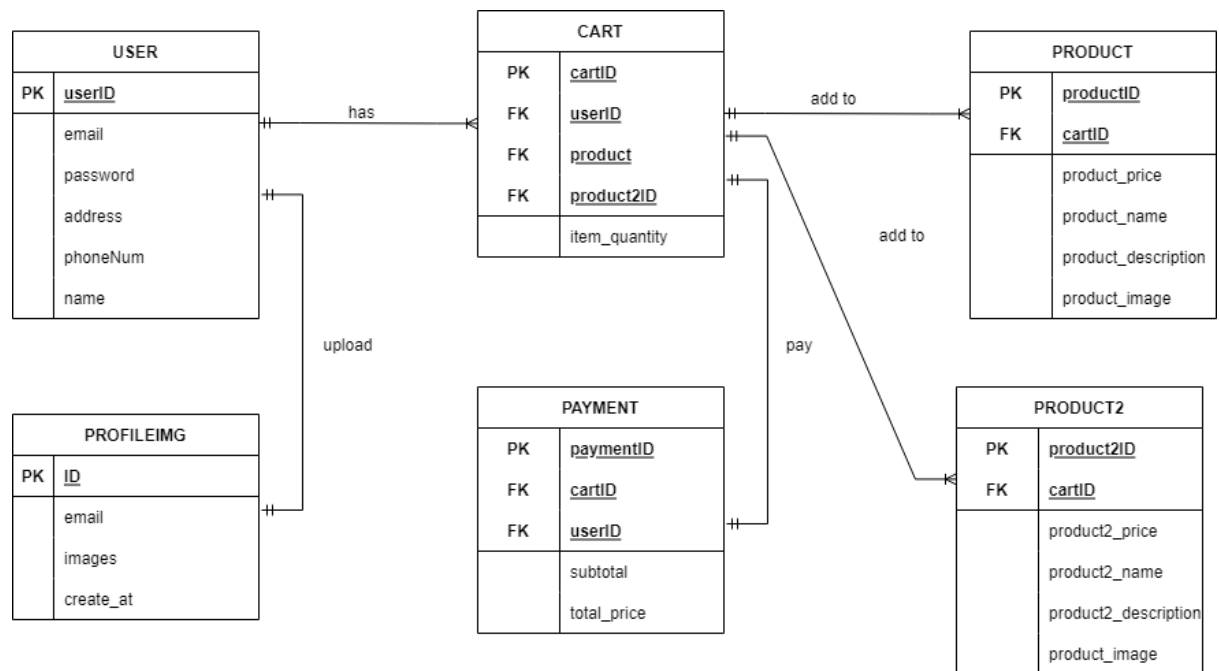 USER
PK userID
email
password
address
phoneNum
name
has
CART
PK cartID
FK userID
FK product
FK product2ID
item_quantity
add to
PRODUCT
PK productID
FK cartID
product_price
product_name
product_description
product_image
add to
upload
pay
PROFILEIMG
PK ID
email
images
create_at
PAYMENT
PK paymentID
FK cartID
FK userID
subtotal
total_price
PRODUCT2
PK product2ID
FK cartID
product2_price
product2_name
product2_description
product_image